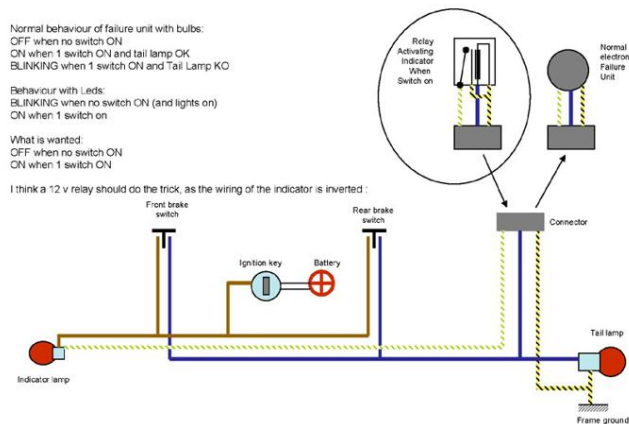 Normal behaviour of failure unit with bulbs:
OFF when no switch ON
ON when 1 switch ON and tail lamp OK
BLINKING when 1 switch ON and Tail Lamp KO
Behaviour with Leds:
BLINKING when no switch ON (and lights on)
ON when 1 switch on
What is wanted:
OFF when no switch ON
ON when 1 switch ON
I think a 12 v relay should do the trick, as the wiring of the indicator is inverted :
Relay
Activating
Indicator
When
Switch on
Normal
electron
Failure
Unit
Front brake
switch
Rear brake
switch
Connector
Ignition key
Battery
Tail lamp
Indicator lamp
Frame ground